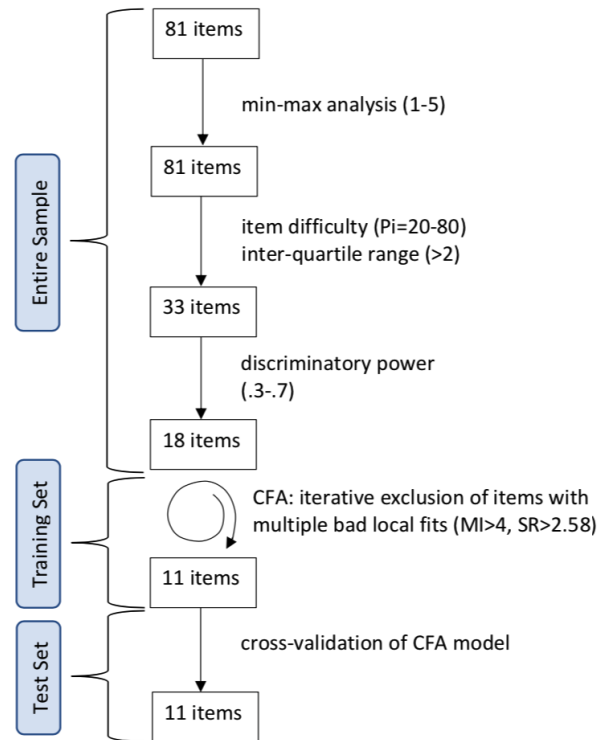 81 items
min-max analysis (1-5)
81 items
Entire Sample
item difficulty (Pi=20-80)
inter-quartile range (>2)
33 items
discriminatory power
(.3-.7)
18 items
Training Set
CFA: iterative exclusion of items with
multiple bad local fits (MI>4, SR>2.58)
11 items
Test Set
cross-validation of CFA model
11 items